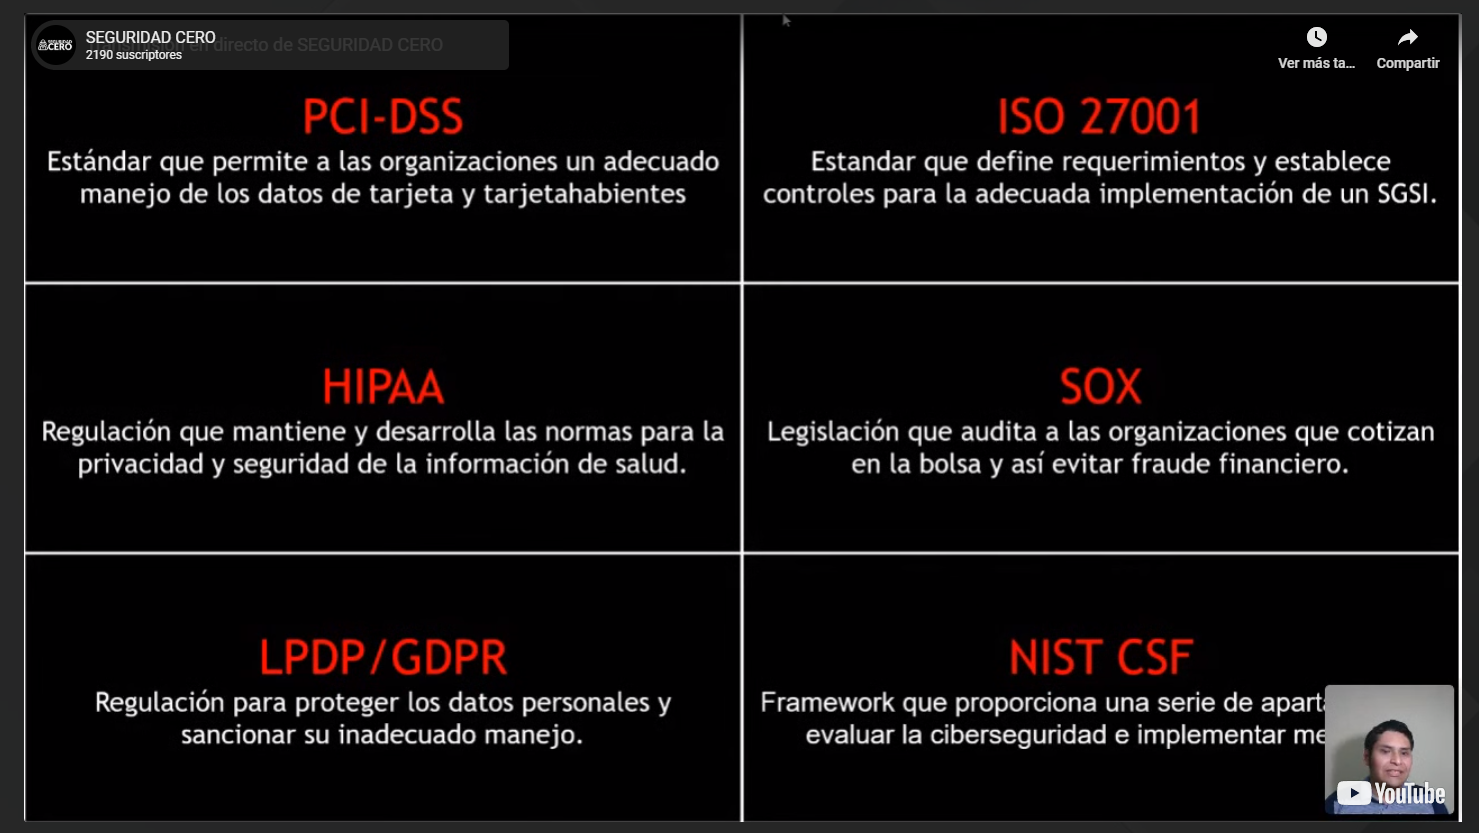 SEGURIDAD CERO
Transmisión en directo de SEGURIDAD CERO
2190 suscriptores
SEGURIDAD
CERO
Ver más ta...
Compartir
PCI-DSS
Estándar que permite a las organizaciones un adecuado
manejo de los datos de tarjeta y tarjetahabientes
ISO 27001
Estandar que define requerimientos y establece
controles para la adecuada implementación de un SGSI.
HIPAA
Regulación que mantiene y desarrolla las normas para la
privacidad y seguridad de la información de salud.
SOX
Legislación que audita a las organizaciones que cotizan
en la bolsa y así evitar fraude financiero.
LPDP/GDPR
Regulación para proteger los datos personales y
sancionar su inadecuado manejo.
NIST CSF
Framework que proporciona una serie de
evaluar la ciberseguridad e implementar
YouTube